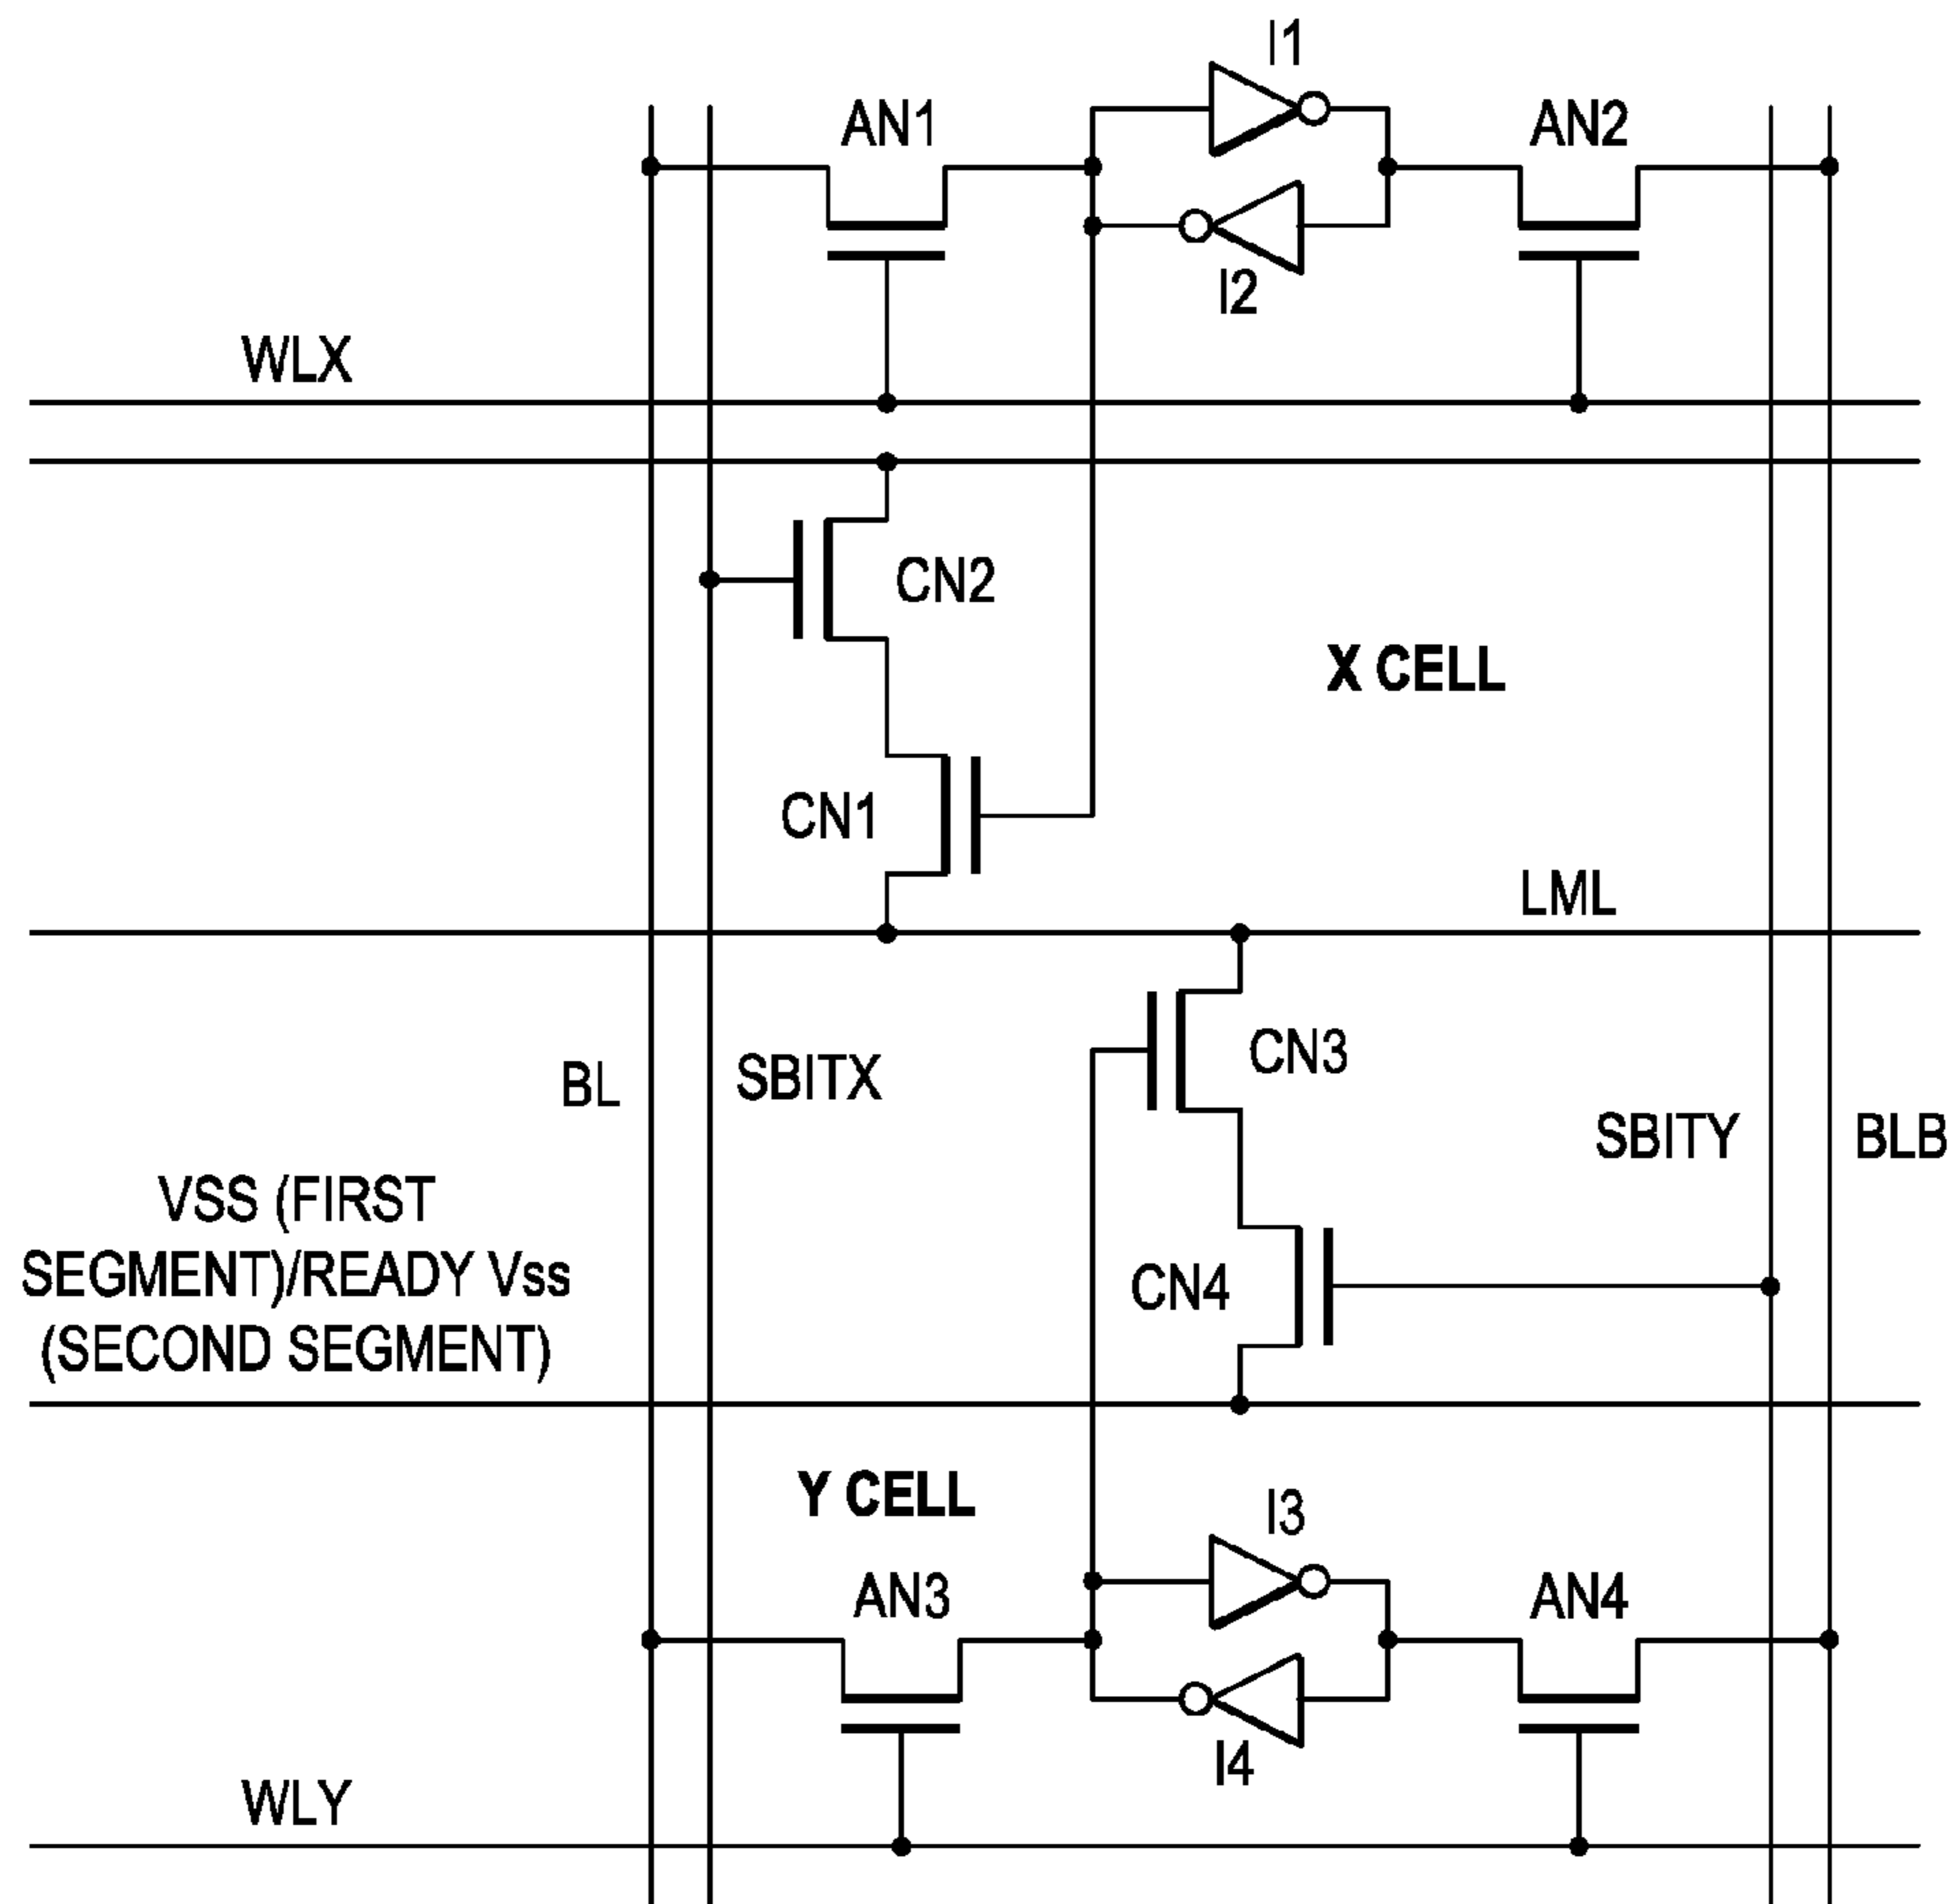 I1
AN1
AN2
I2
WLX
CN2
X CELL
CN1
LML
CN3
BL
SBITX
SBITY
BLB
VSS (FIRST
SEGMENT)/READY Vss
(SECOND SEGMENT)
CN4
Y CELL
I3
AN3
AN4
I4
WLY